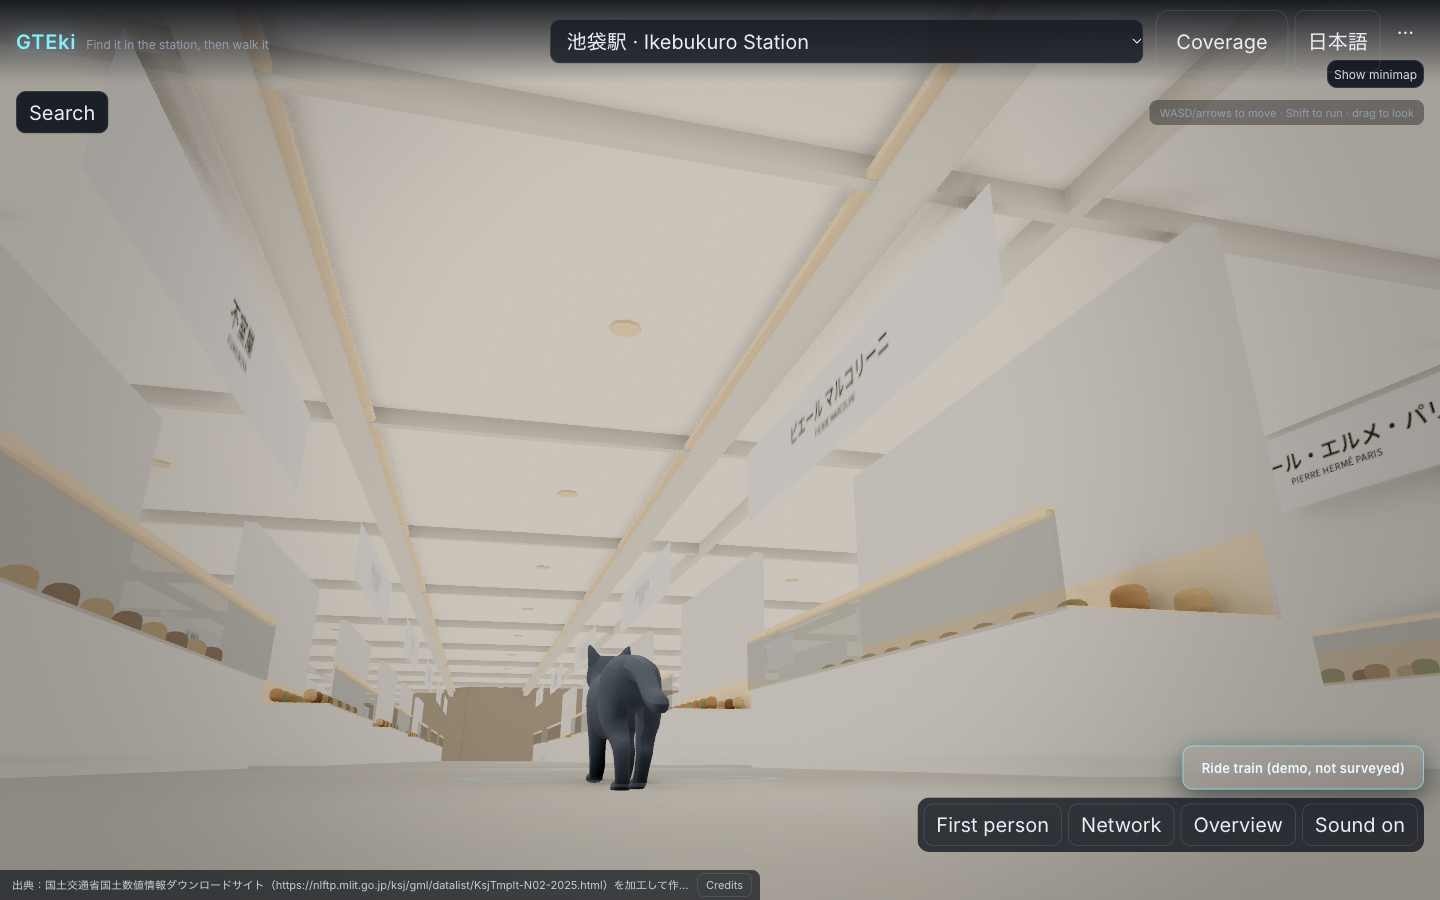 GTEki Find it in the station, then walk it
池袋駅 · Ikebukuro Station
Coverage
日本語
...
Show minimap
Search
WASD/arrows to move · Shift to run · drag to look
不室屋
ピエール マルコリーニ
PIERRE MARCOLINI
ール・エルメ・パリ
PIERRE HERMÉ PARIS
Ride train (demo, not surveyed)
First person
Network
Overview
Sound on
出典：国土交通省国土数値情報ダウンロードサイト（https://nlftp.mlit.go.jp/ksj/gml/datalist/KsjTmplt-N02-2025.html）を加工して作...
Credits